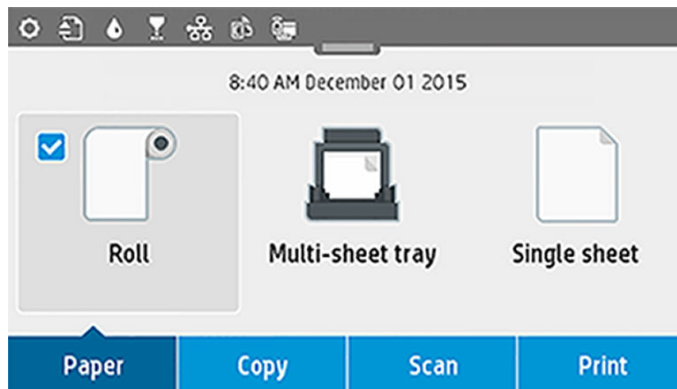 8:40 AM December 01 2015
Roll
Multi-sheet tray
Single sheet
Paper
Copy
Scan
Print